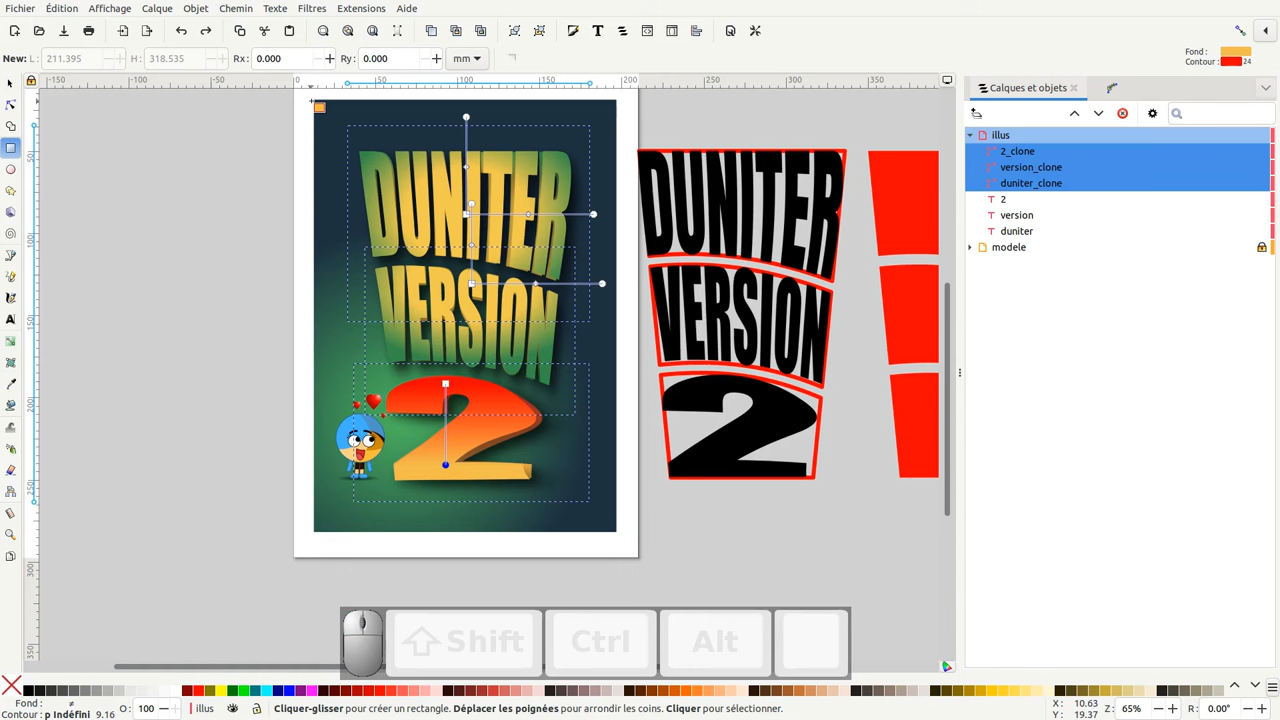 Fichier Édition Affichage Calque Objet Chemin Texte Filtres Extensions Aide
New: L : 211.395 H : 318.535 Rx : 0.000 Ry : 0.000 mm
Fond :
Contour : 24
-150 -100 -50 0 50 100 150 200 250 300 350
Calques et objets
illus
2_clone
version_clone
duniter_clone
2
version
duniter
modele
DUNITER
VERSION
2
DUNITER
VERSION
2
Shift Ctrl Alt
Fond : ≠
Contour : p Indéfini 9.16
O : 100
illus
Cliquer-glisser pour créer un rectangle. Déplacer les poignées pour arrondir les coins. Cliquer pour sélectionner.
X : 10.63
Y : 19.37
Z : 65%
R : 0.00°